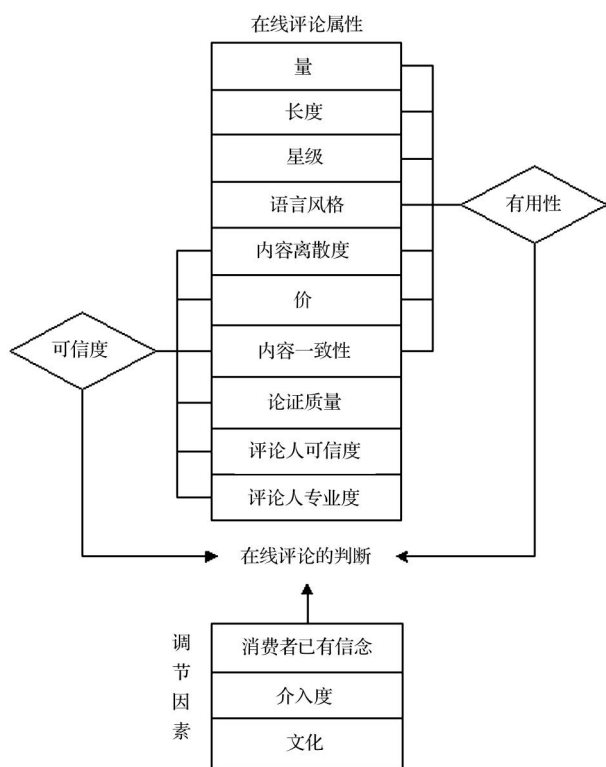 在线评论属性
量
长度
星级
语言风格
有用性
内容离散度
价
可信度
内容一致性
论证质量
评论人可信度
评论人专业度
在线评论的判断
调节因素
消费者已有信念
介入度
文化